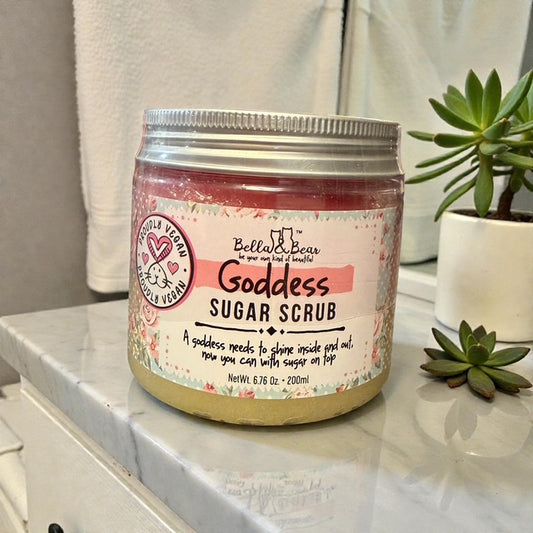 Bella & Bear™
be your own kind of beautiful
Goddess
SUGAR SCRUB
A goddess needs to shine inside and out,
now you can with sugar on top
NetWt. 6.76 Oz. • 200ml
PROUDLY VEGAN •
PROUDLY VEGAN •